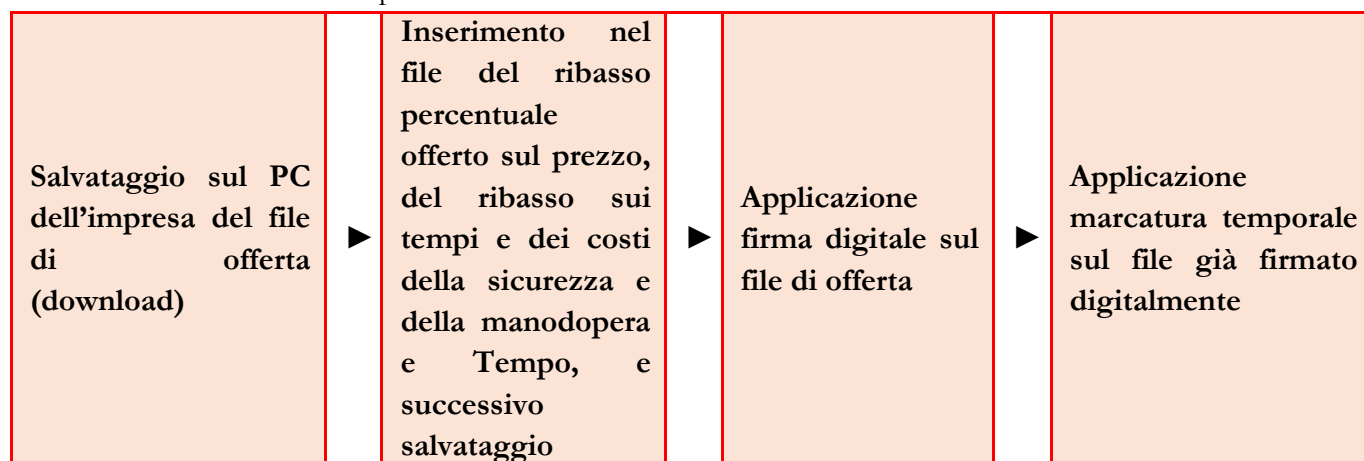 Salvataggio sul PC
dell’impresa del file
di offerta
(download)
►
Inserimento nel
file del ribasso
percentuale
offerto sul prezzo,
del ribasso sui
tempi e dei costi
della sicurezza e
della manodopera
e Tempo, e
successivo
salvataggio
►
Applicazione
firma digitale sul
file di offerta
►
Applicazione
marcatura temporale
sul file già firmato
digitalmente